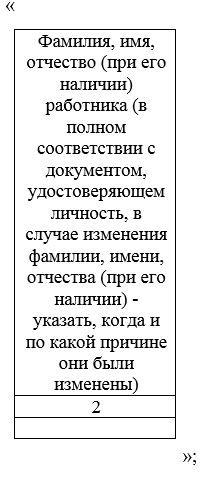 «
Фамилия, имя,
отчество (при его
наличии)
работника (в
полном
соответствии с
документом,
удостоверяющем
личность, в
случае изменения
фамилии, имени,
отчества (при его
наличии) -
указать, когда и
по какой причине
они были
изменены)
2
»;